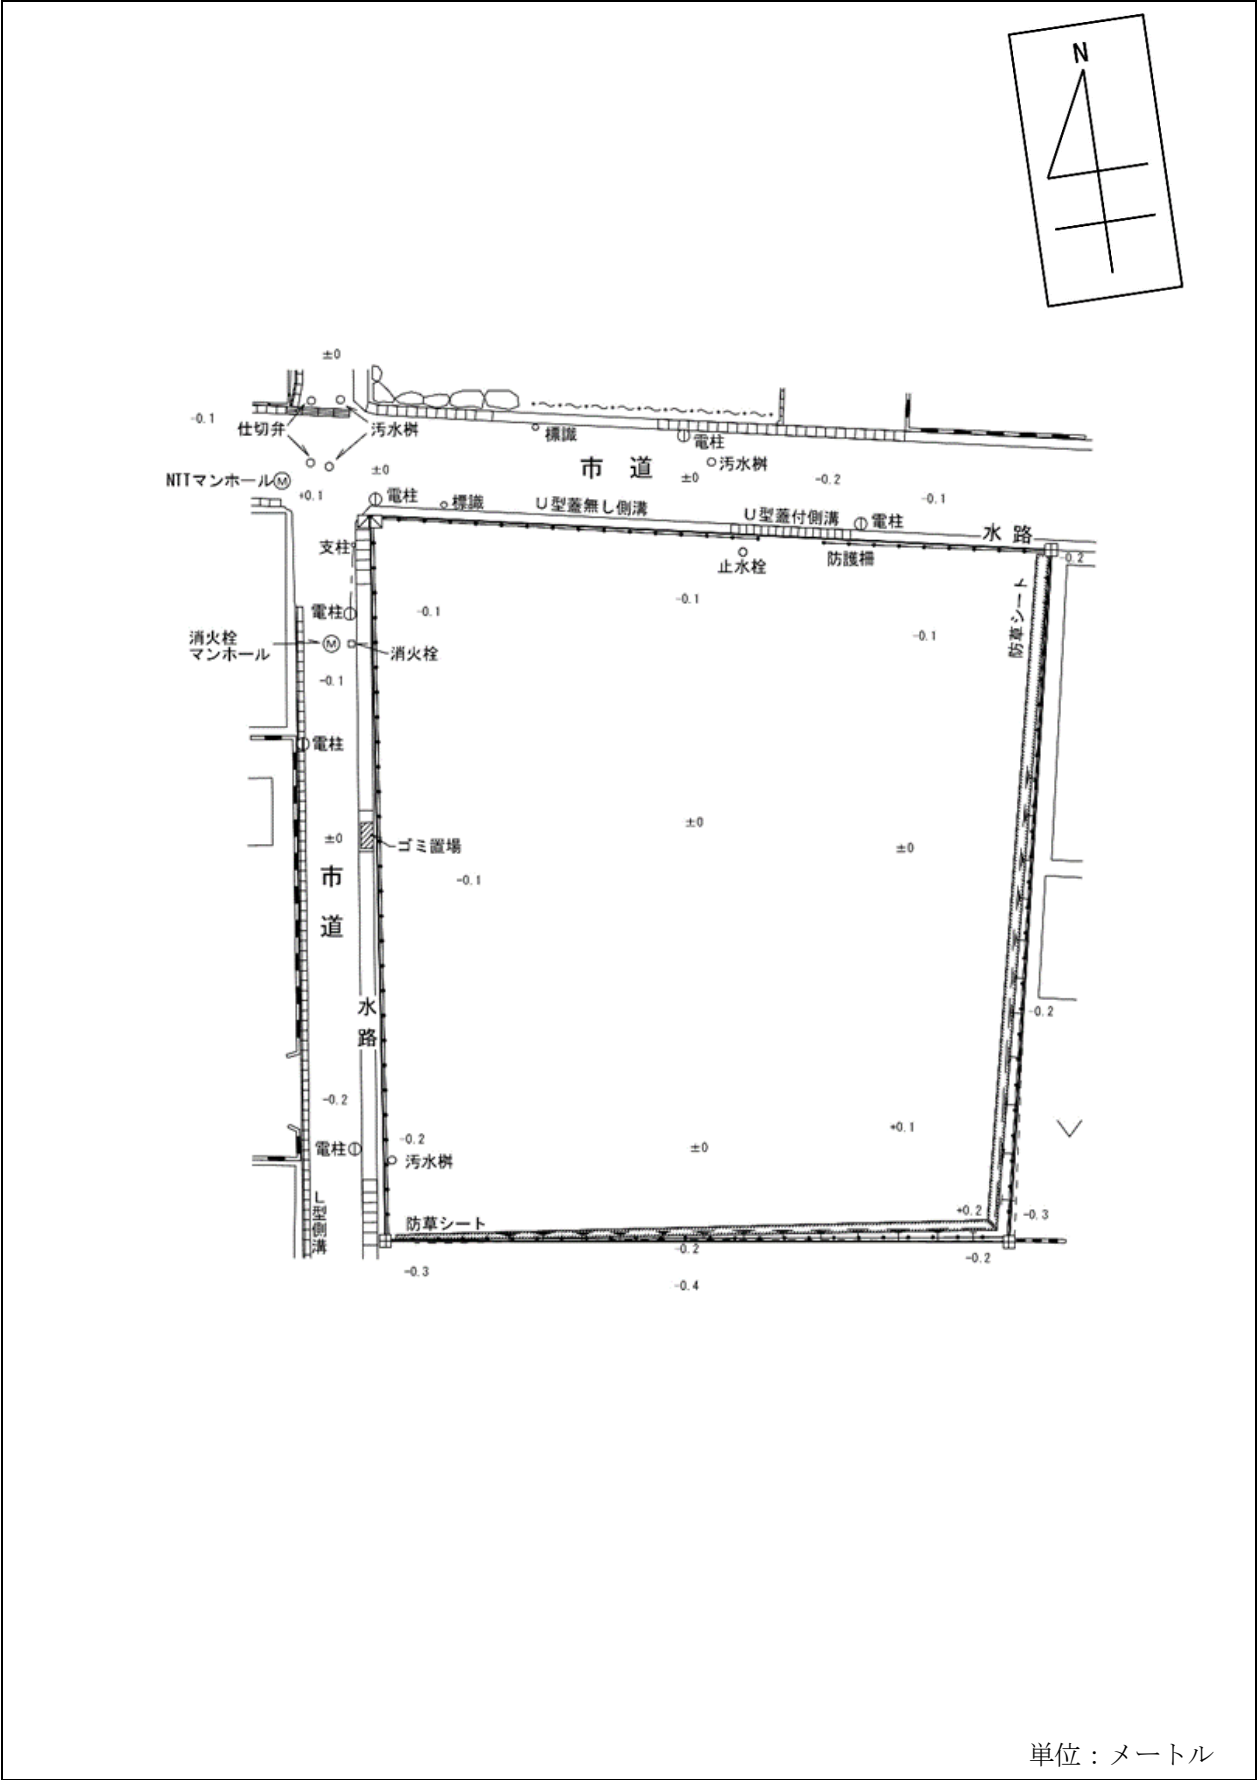 N
±0
-0.1
仕切弁
汚水桝
標識
電柱
市道
±0
汚水桝
-0.2
-0.1
NTTマンホール
M
±0
+0.1
電柱
標識
U型蓋無し側溝
U型蓋付側溝
電柱
水路
支柱
止水栓
防護柵
-0.2
防草シート
電柱
-0.1
-0.1
-0.1
消火栓
マンホール
M
消火栓
-0.1
電柱
±0
±0
±0
ゴミ置場
市道
-0.1
水路
-0.2
-0.2
-0.2
+0.1
±0
電柱
汚水桝
L型側溝
防草シート
+0.2
-0.3
-0.2
-0.2
-0.3
-0.4
単位：メートル